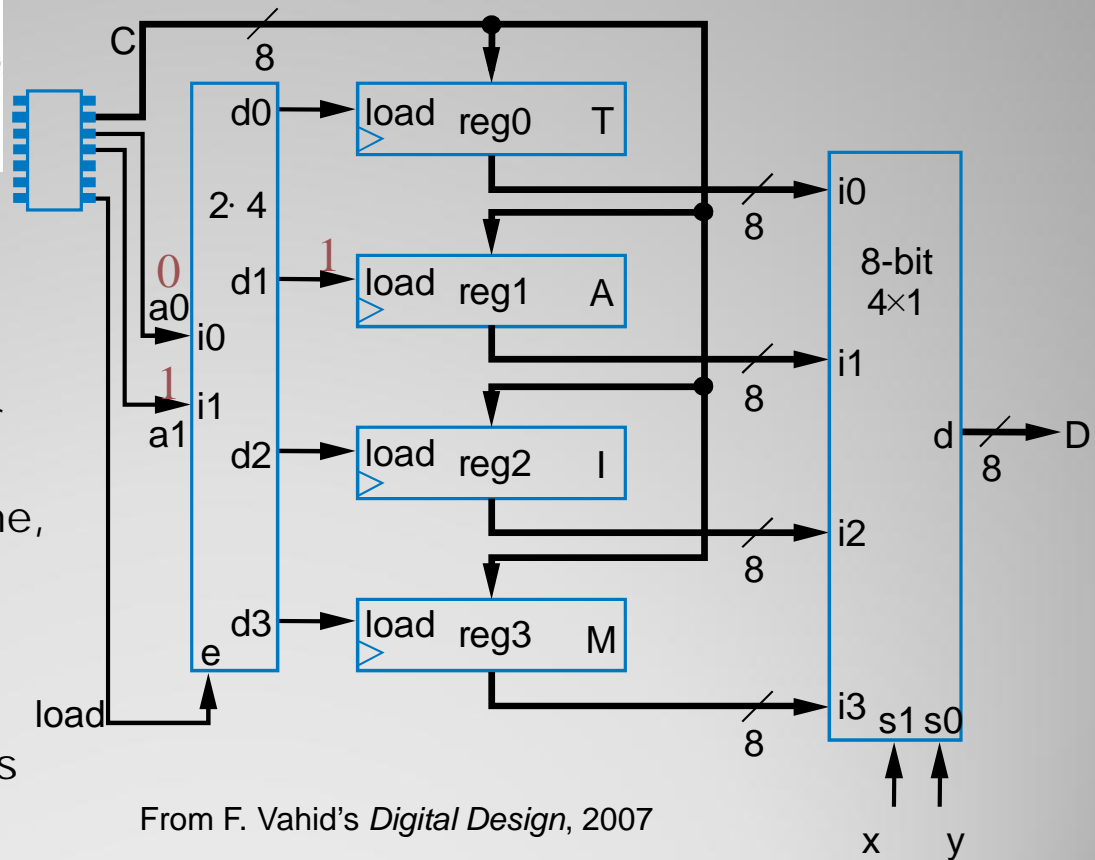 C
8
d0
load
reg0
T
2· 4
i0
8
0
a0
i0
d1
1
load
reg1
A
8-bit
4×1
1
i1
a1
i1
8
d2
load
reg2
I
d
8
D
ne,
i2
8
d3
load
reg3
M
e
load
i3
s1 s0
8
s
From F. Vahid's Digital Design, 2007
x
y